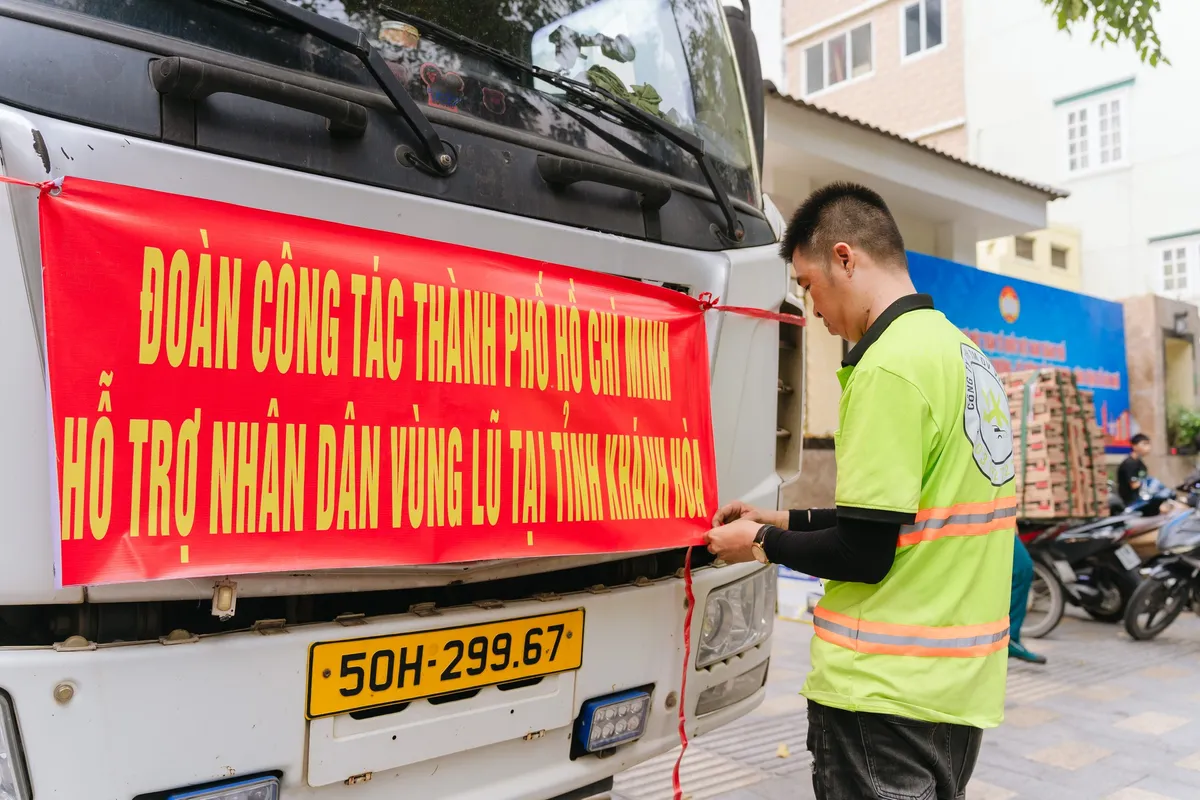 ĐOÀN CÔNG TÁC THÀNH PHỐ HỒ CHÍ MINH
HỖ TRỢ NHÂN DÂN VÙNG LŨ TẠI TỈNH KHÁNH HÒA
50H-299.67
CÔNG